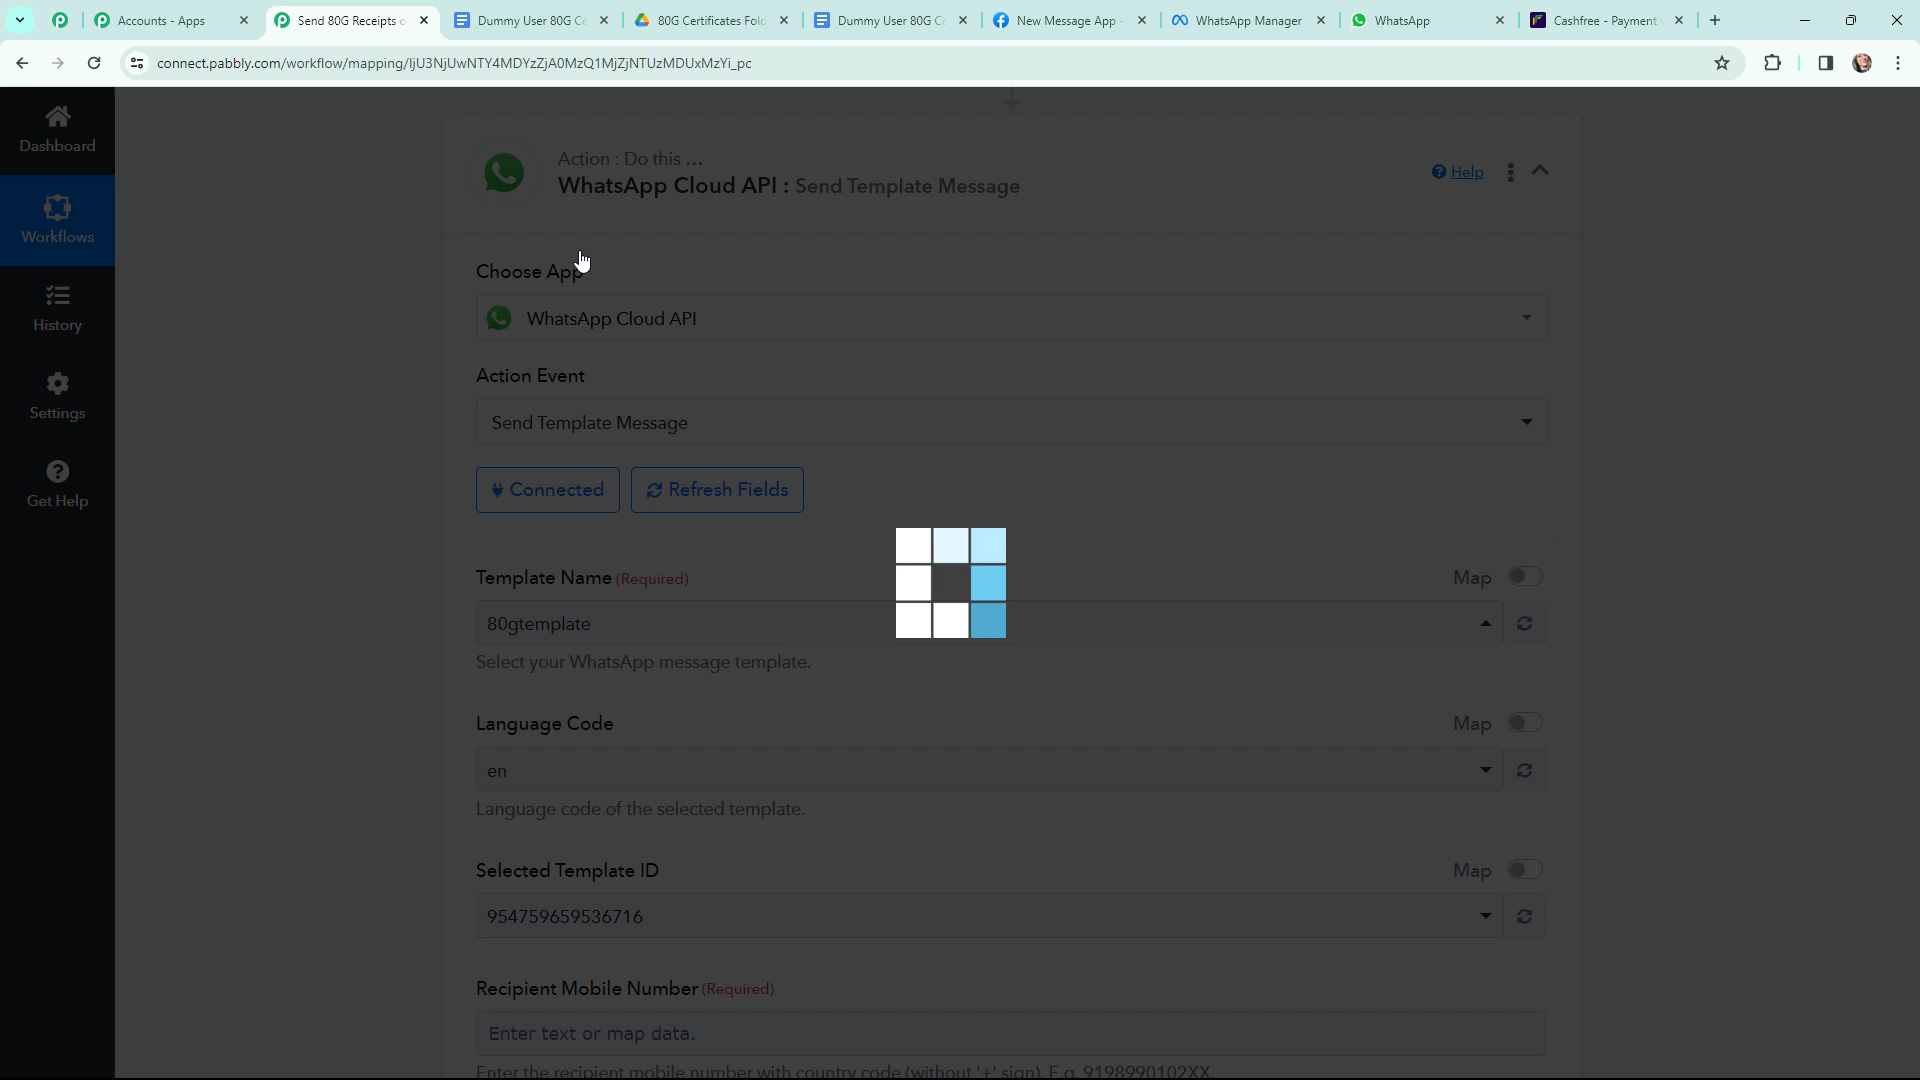 Accounts - Apps
Send 80G Receipts o
Dummy User 80G Ce
80G Certificates Fold
Dummy User 80G Ce
New Message App -
WhatsApp Manager
WhatsApp
Cashfree - Payment
connect.pabbly.com/workflow/mapping/IjU3NjUwNTY4MDYzZjA0MzQ1MjZjNTUzMDUxMzYi_pc
Dashboard
Workflows
History
Settings
Get Help
Action : Do this ...
WhatsApp Cloud API : Send Template Message
Help
Choose App
WhatsApp Cloud API
Action Event
Send Template Message
Connected
Refresh Fields
Template Name (Required)
Map
80gtemplate
Select your WhatsApp message template.
Language Code
Map
en
Language code of the selected template.
Selected Template ID
Map
954759659536716
Recipient Mobile Number (Required)
Enter text or map data.
Enter the recipient mobile number with country code (without '+' sign). E.g. 9198990102XX.